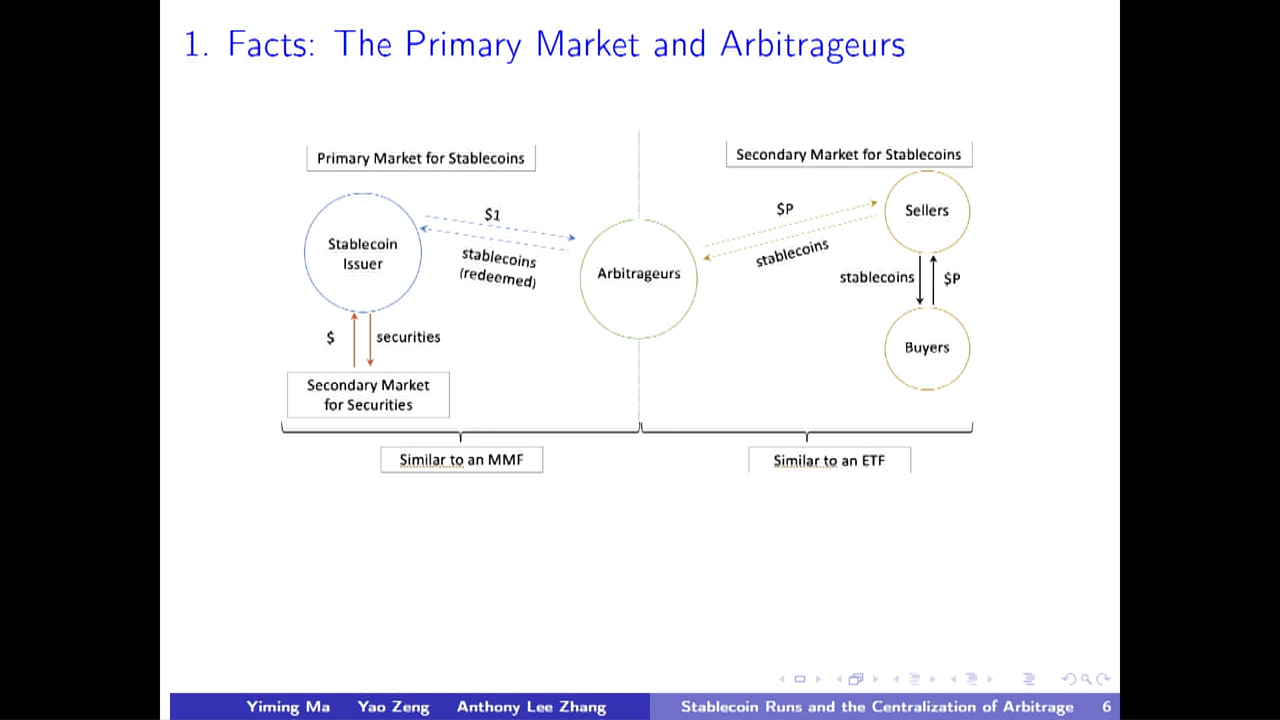 1. Facts: The Primary Market and Arbitrageurs
Primary Market for Stablecoins
Secondary Market for Stablecoins
Stablecoin
Issuer
$1
stablecoins
(redeemed)
Arbitrageurs
$P
stablecoins
Sellers
stablecoins
$P
Buyers
$
securities
Secondary Market
for Securities
Similar to an MMF
Similar to an ETF
Yiming Ma Yao Zeng Anthony Lee Zhang
Stablecoin Runs and the Centralization of Arbitrage 6